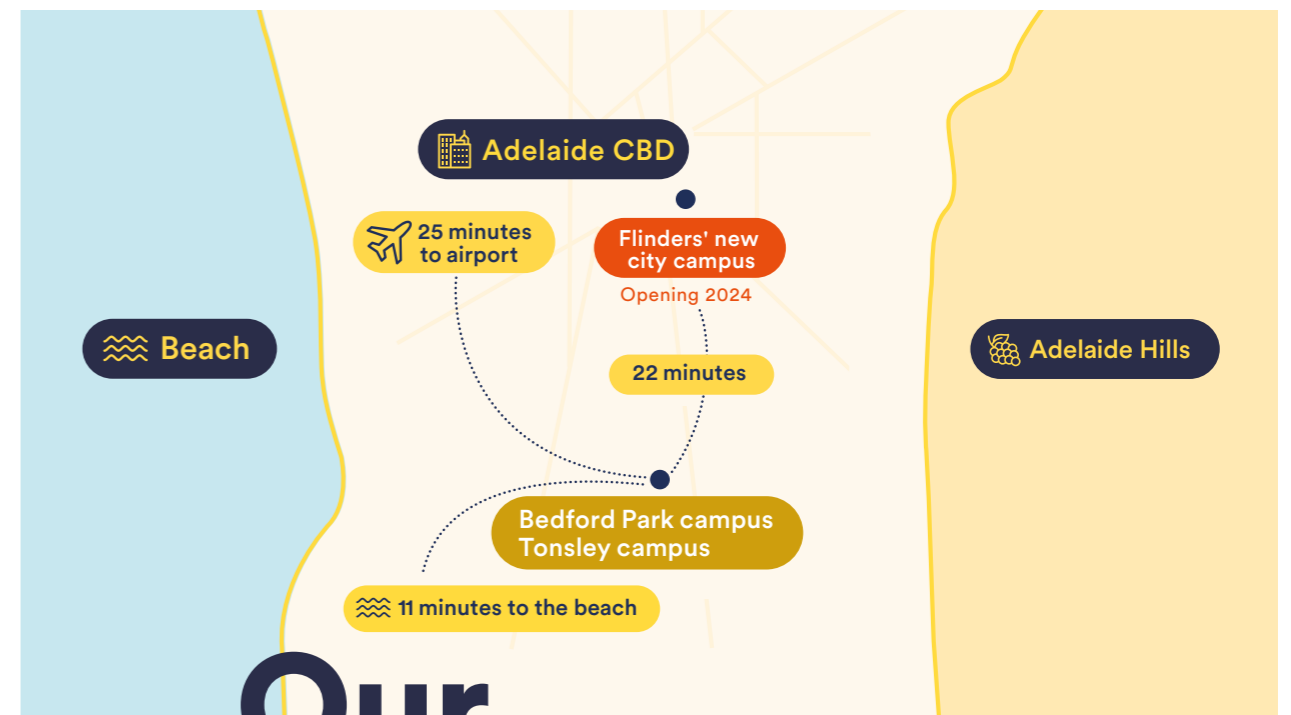 Adelaide CBD
25 minutes
to airport
Flinders' new
city campus
Opening 2024
Beach
Adelaide Hills
22 minutes
Bedford Park campus
Tonsley campus
11 minutes to the beach
Our